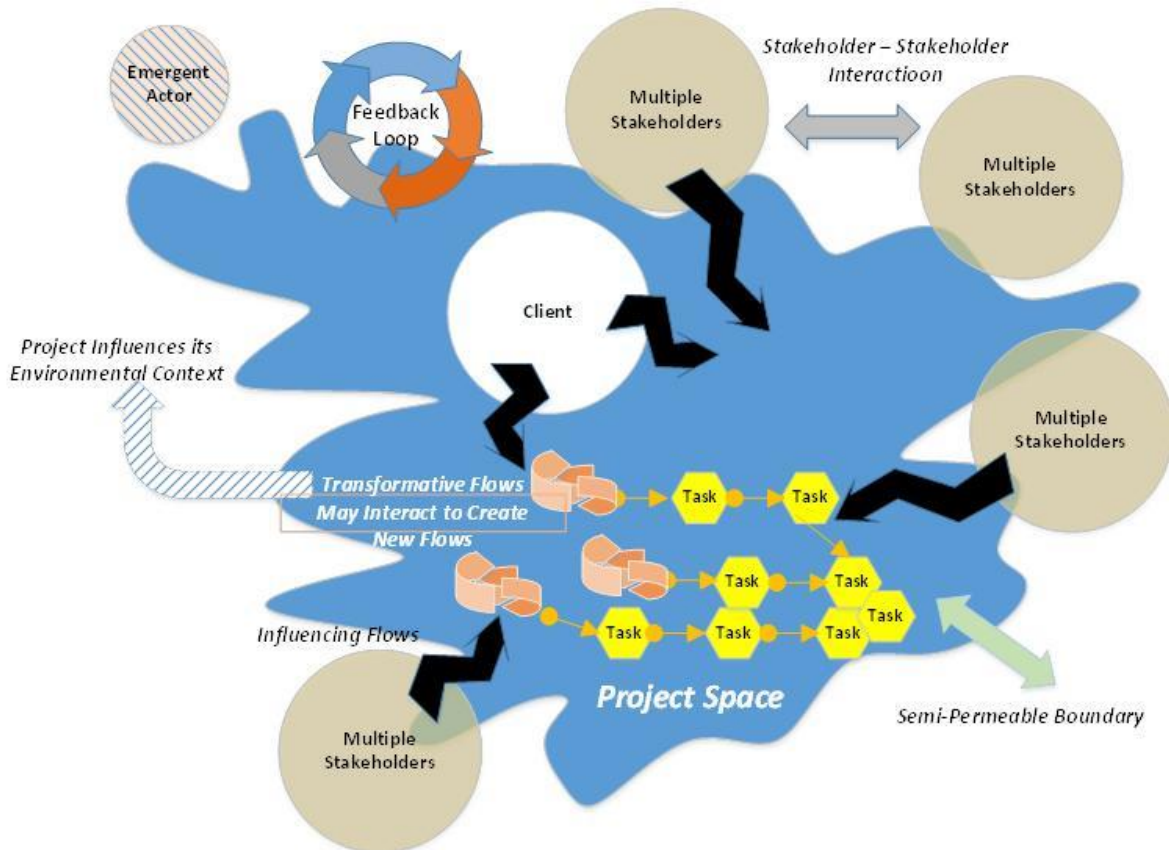 Emergent
Actor
Feedback
Loop
Multiple
Stakeholders
Stakeholder – Stakeholder
Interactioon
Multiple
Stakeholders
Client
Project Influences its
Environmental Context
Multiple
Stakeholders
Transformative Flows
May Interact to Create
New Flows
Task
Task
Task
Task
Task
Task
Task
Task
Influencing Flows
Project Space
Semi-Permeable Boundary
Multiple
Stakeholders